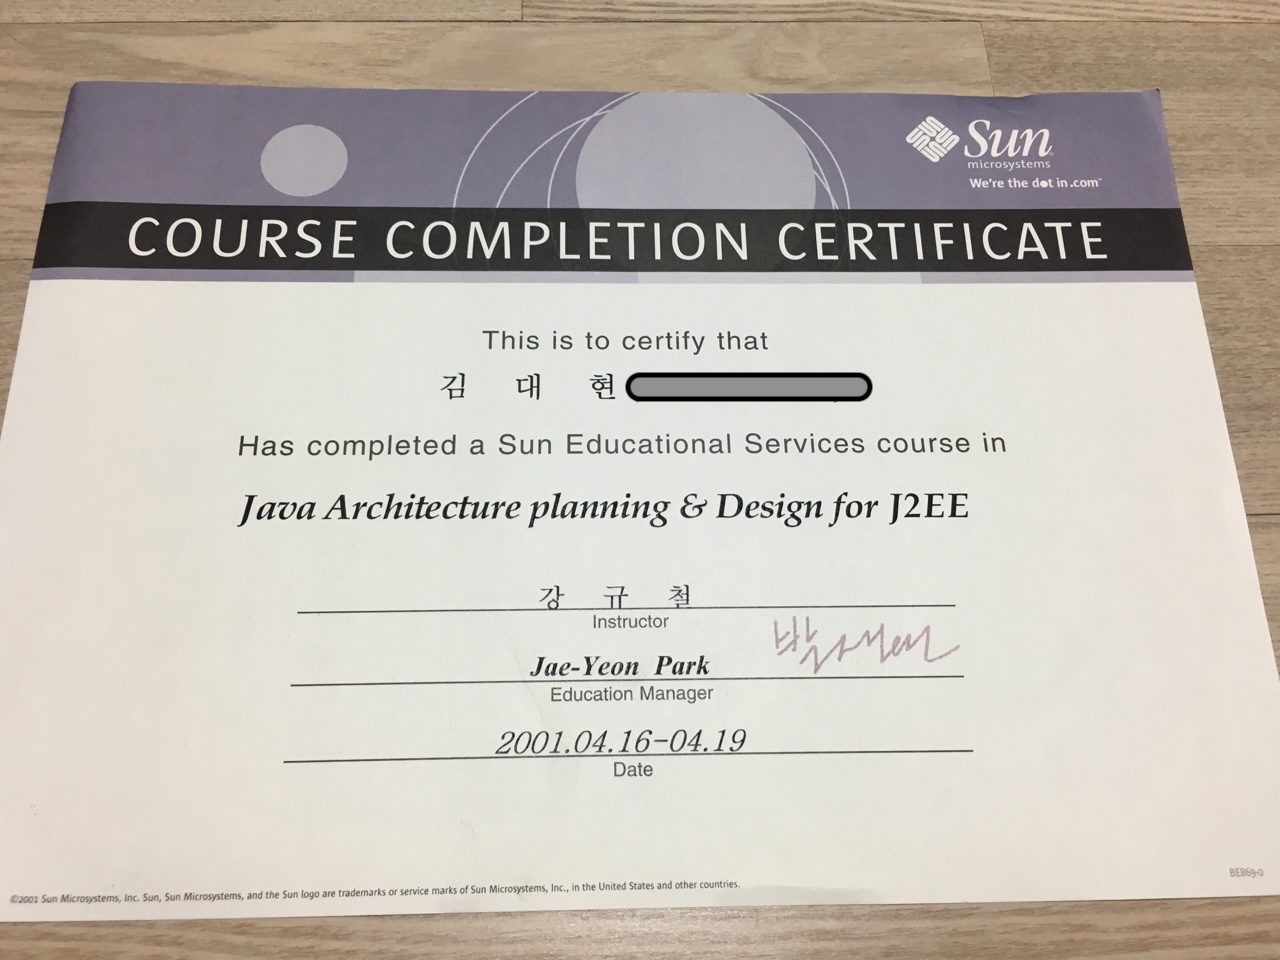 Sun
microsystems
We're the dot in .com™
COURSE COMPLETION CERTIFICATE
This is to certify that
김 대 현
Has completed a Sun Educational Services course in
Java Architecture planning & Design for J2EE
강 규 철
Instructor
Jae-Yeon Park
Education Manager
2001.04.16-04.19
Date
©2001 Sun Microsystems, Inc. Sun, Sun Microsystems, and the Sun logo are trademarks or service marks of Sun Microsystems, Inc., in the United States and other countries.